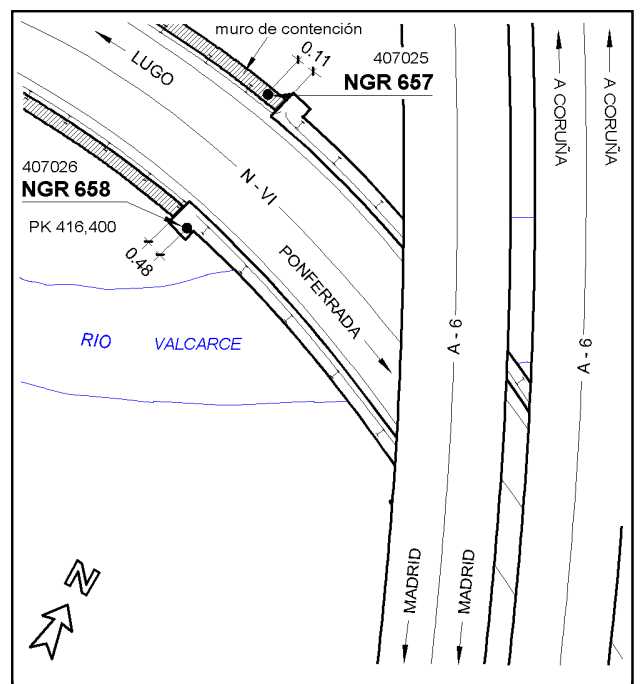 muro de contención
0.11
407025
NGR 657
LUGO
A CORUÑA
A CORUÑA
N - VI
407026
NGR 658
PK 416,400
0.48
PONFERRADA
RIO VALCARCE
A - 6
A - 6
MADRID
MADRID
N